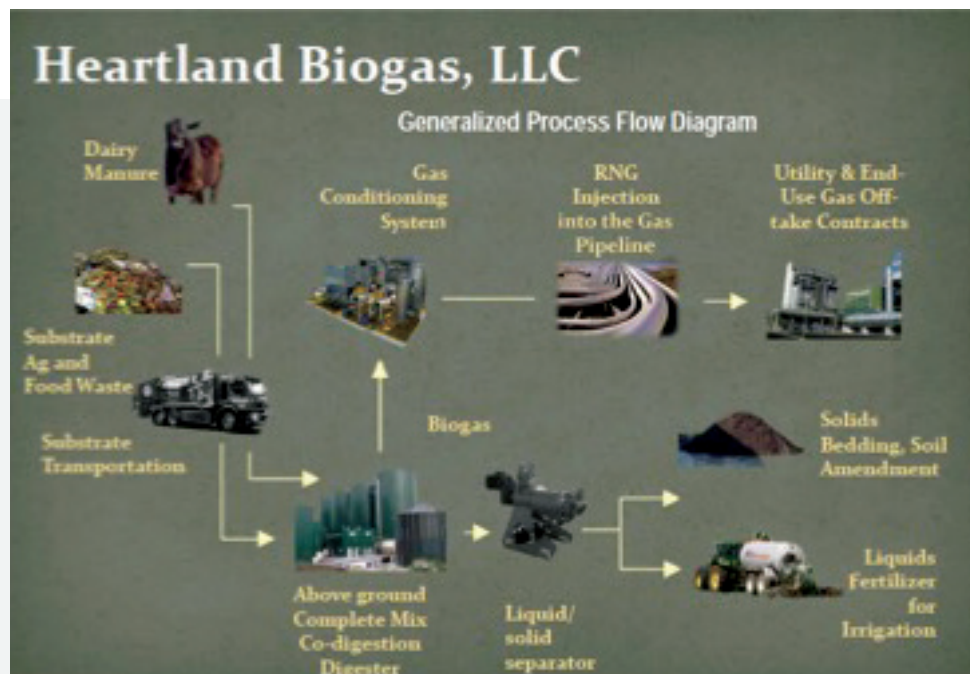 Heartland Biogas, LLC
Generalized Process Flow Diagram
Dairy
Manure
Gas
Conditioning
System
RNG
Injection
into the Gas
Pipeline
Utility & End-
Use Gas Off-
take Contracts
Substrate
Ag and
Food Waste
Substrate
Transportation
Biogas
Solids
Bedding, Soil
Amendment
Above ground
Complete Mix
Co-digestion
Digester
Liquid/
solid
separator
Liquids
Fertilizer
for
Irrigation